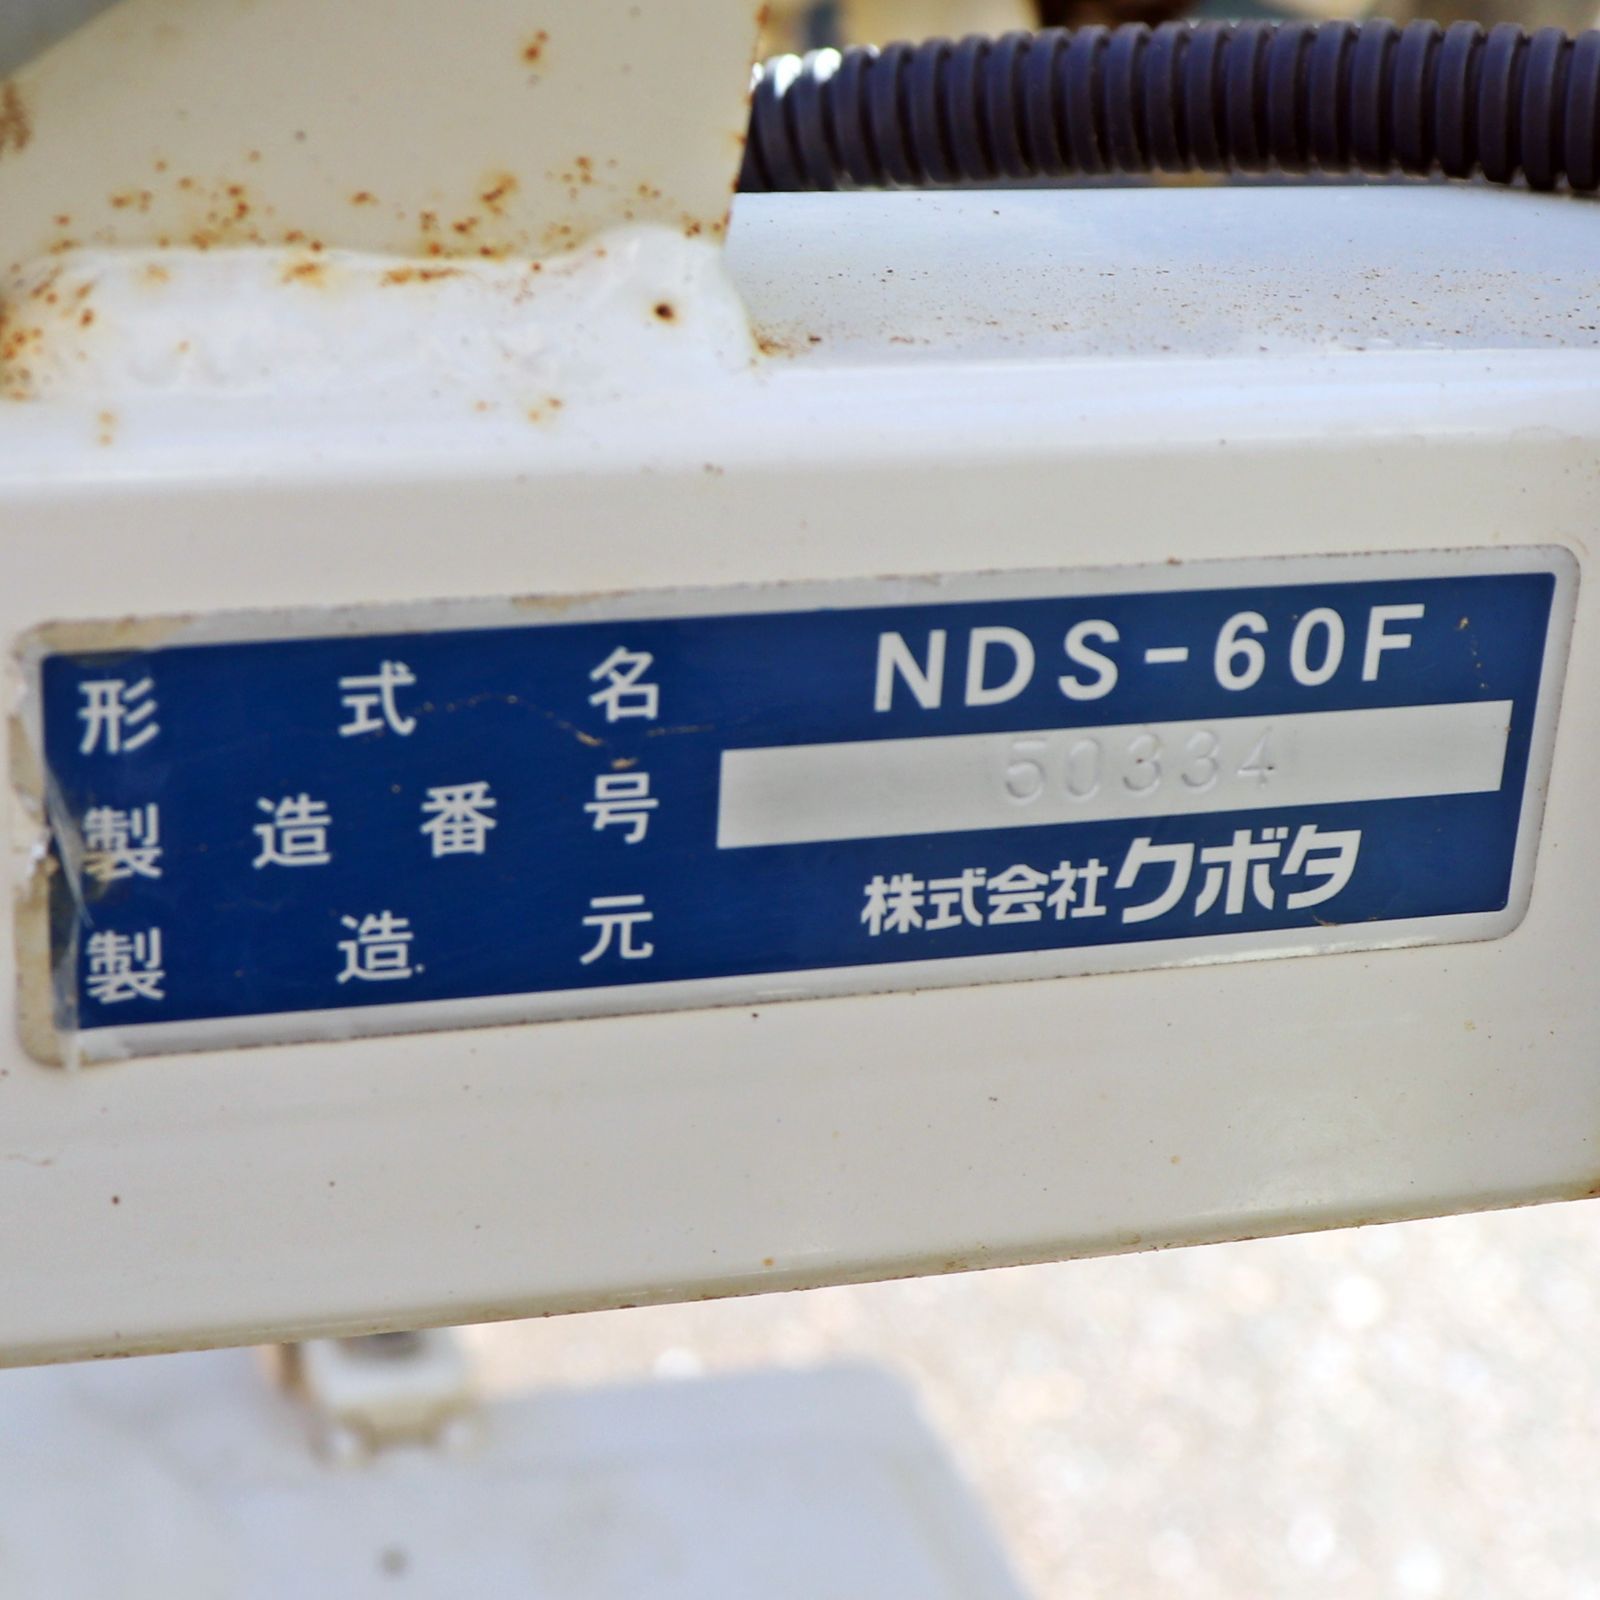 形式名 NDS-60F
製造番号 50334
製造元 株式会社クボタ